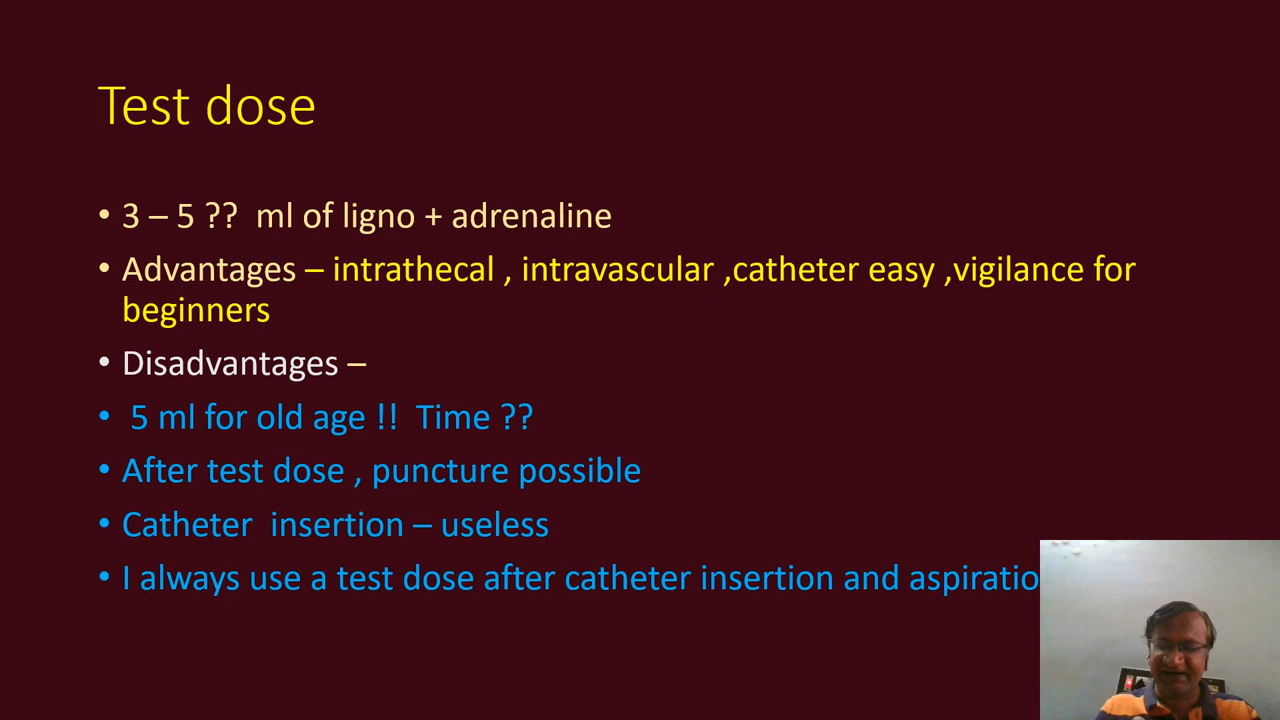 Test dose
• 3 – 5 ?? ml of ligno + adrenaline
• Advantages – intrathecal , intravascular ,catheter easy ,vigilance for
beginners
• Disadvantages –
• 5 ml for old age !! Time ??
• After test dose , puncture possible
• Catheter insertion – useless
• I always use a test dose after catheter insertion and aspiratio